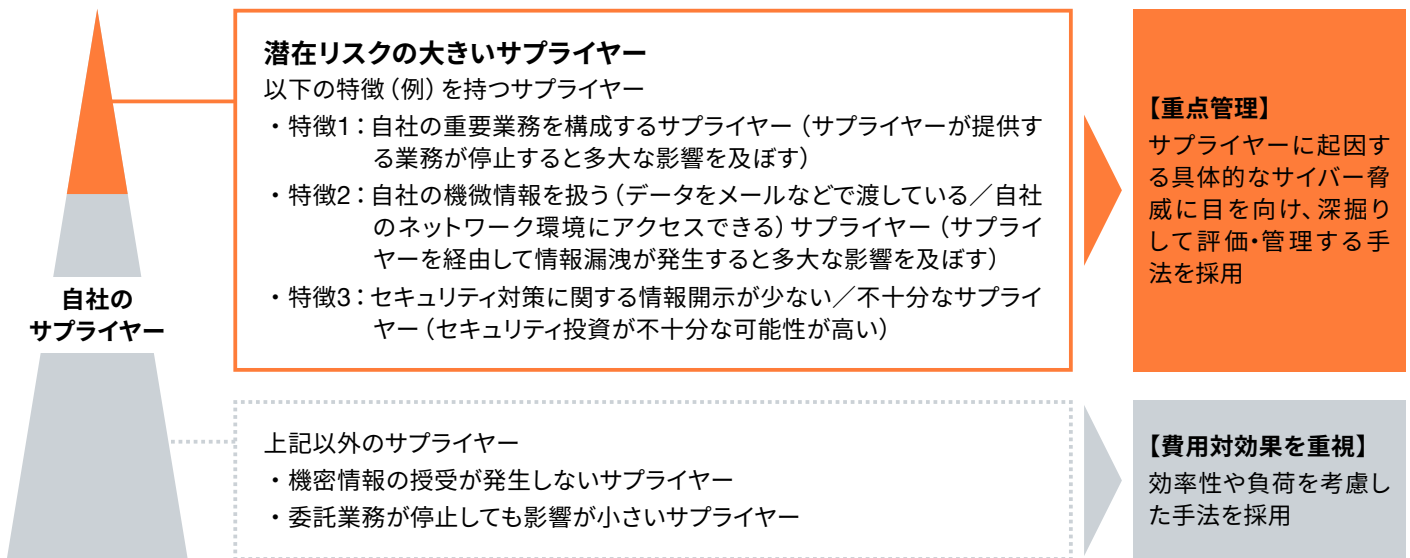 自社の
サプライヤー
潜在リスクの大きいサプライヤー
以下の特徴（例）を持つサプライヤー
・特徴1：自社の重要業務を構成するサプライヤー（サプライヤーが提供す
る業務が停止すると多大な影響を及ぼす）
・特徴2：自社の機微情報を扱う（データをメールなどで渡している／自社
のネットワーク環境にアクセスできる）サプライヤー（サプライ
ヤーを経由して情報漏洩が発生すると多大な影響を及ぼす）
・特徴3：セキュリティ対策に関する情報開示が少ない／不十分なサプライ
ヤー（セキュリティ投資が不十分な可能性が高い）
【重点管理】
サプライヤーに起因す
る具体的なサイバー脅
威に目を向け、深掘り
して評価・管理する手
法を採用
上記以外のサプライヤー
・機密情報の授受が発生しないサプライヤー
・委託業務が停止しても影響が小さいサプライヤー
【費用対効果を重視】
効率性や負荷を考慮し
た手法を採用